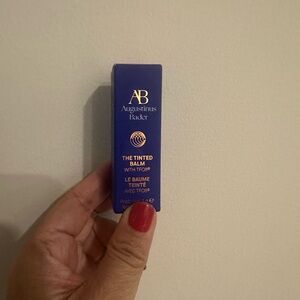 AB
Augustinus
Bader
THE TINTED
BALM
WITH TFC8®
LE BAUME
TEINTÉ
AVEC TFC8®